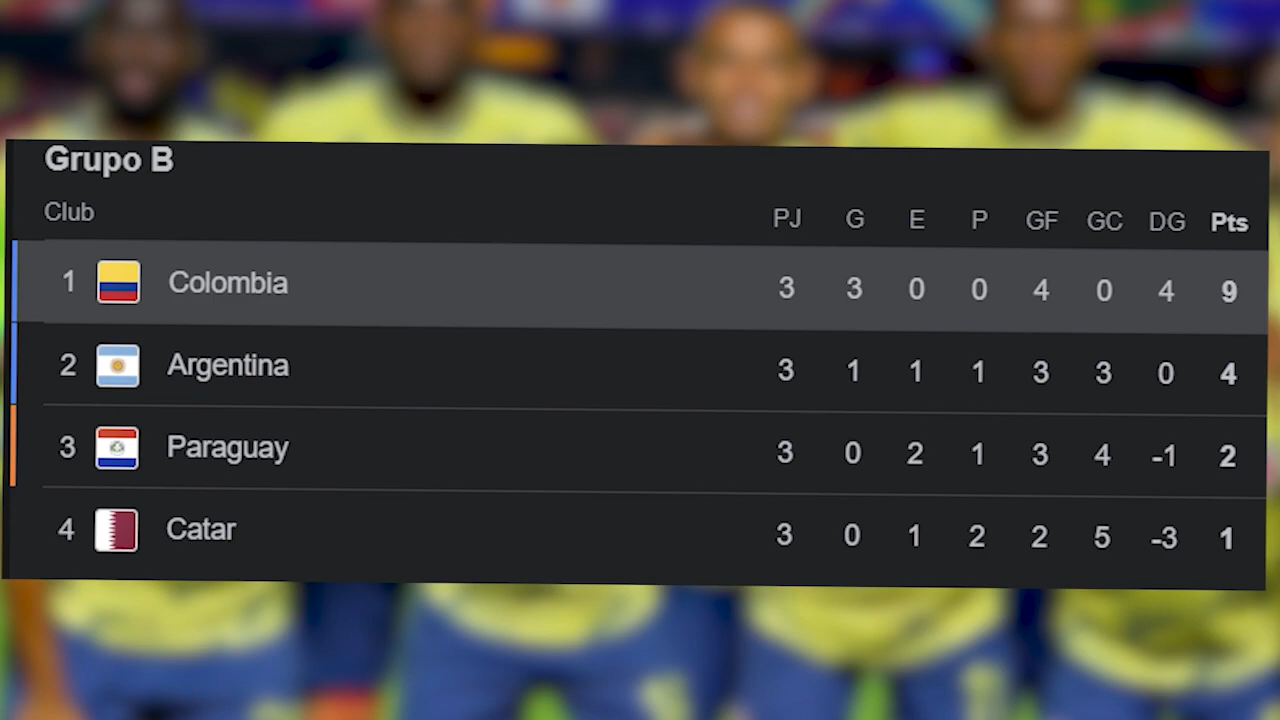 Grupo B
Club PJ G E P GF GC DG Pts
1 Colombia 3 3 0 0 4 0 4 9
2 Argentina 3 1 1 1 3 3 0 4
3 Paraguay 3 0 2 1 3 4 -1 2
4 Catar 3 0 1 2 2 5 -3 1